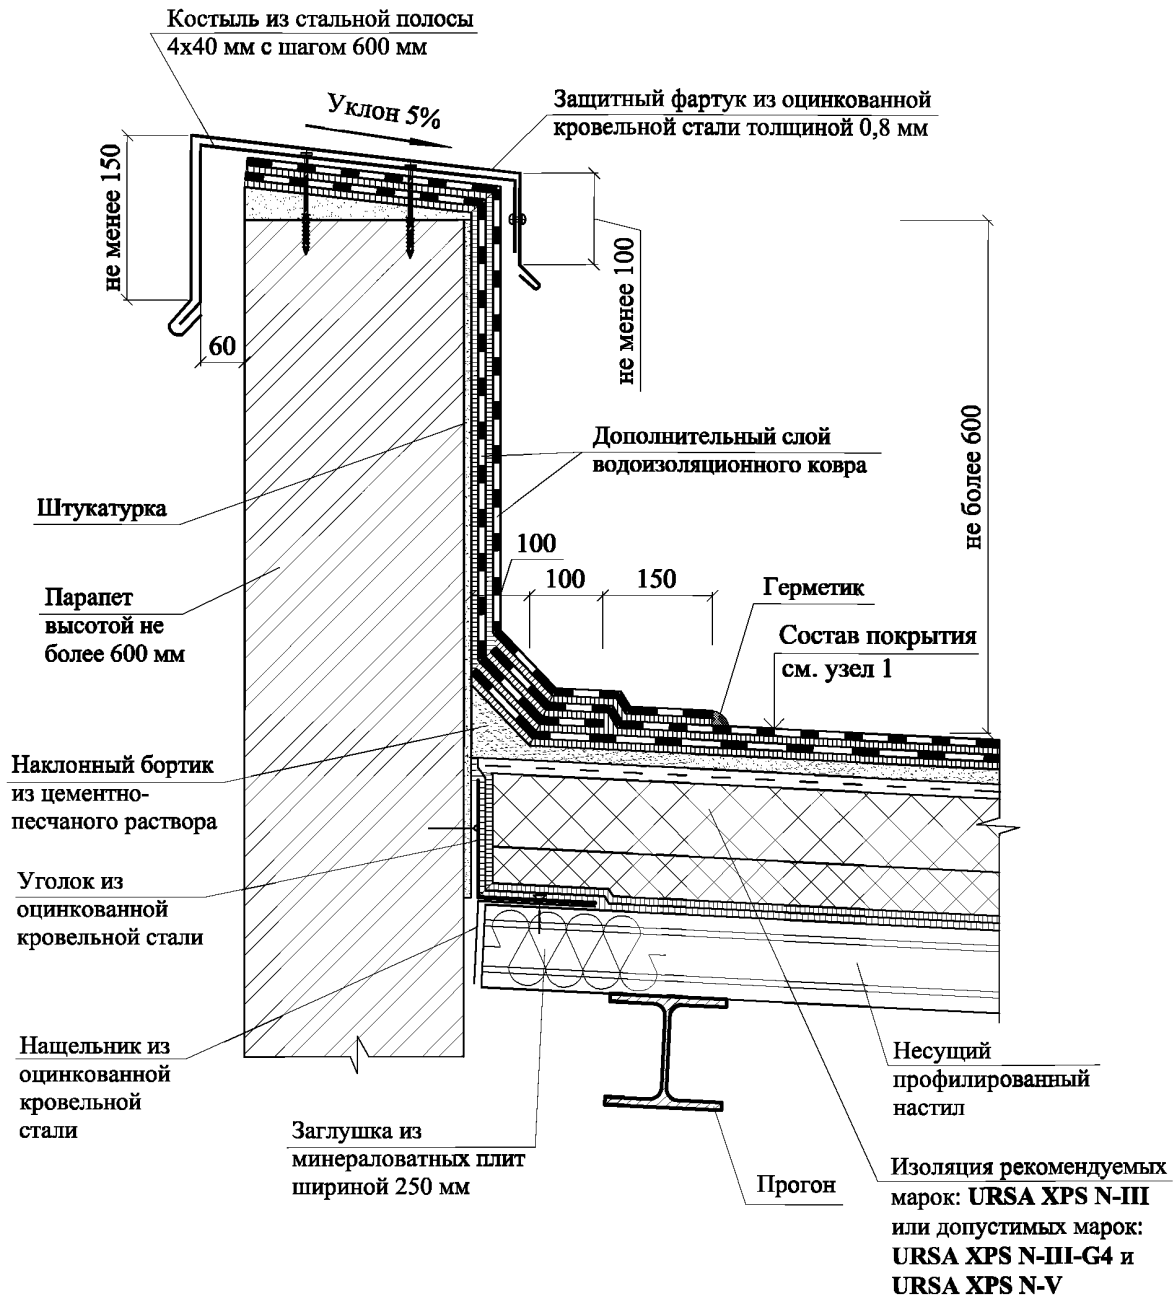 Костыль из стальной полосы
4х40 мм с шагом 600 мм
Уклон 5%
Защитный фартук из оцинкованной
кровельной стали толщиной 0,8 мм
не менее 150
60
не менее 100
не более 600
Дополнительный слой
водоизоляционного ковра
Штукатурка
100
100
150
Герметик
Парапет
высотой не
более 600 мм
Состав покрытия
см. узел 1
Наклонный бортик
из цементно-
песчаного раствора
Уголок из
оцинкованной
кровельной стали
Нащельник из
оцинкованной
кровельной
стали
Заглушка из
минераловатных плит
шириной 250 мм
Прогон
Несущий
профилированный
настил
Изоляция рекомендуемых
марок: URSA XPS N-III
или допустимых марок:
URSA XPS N-III-G4 и
URSA XPS N-V